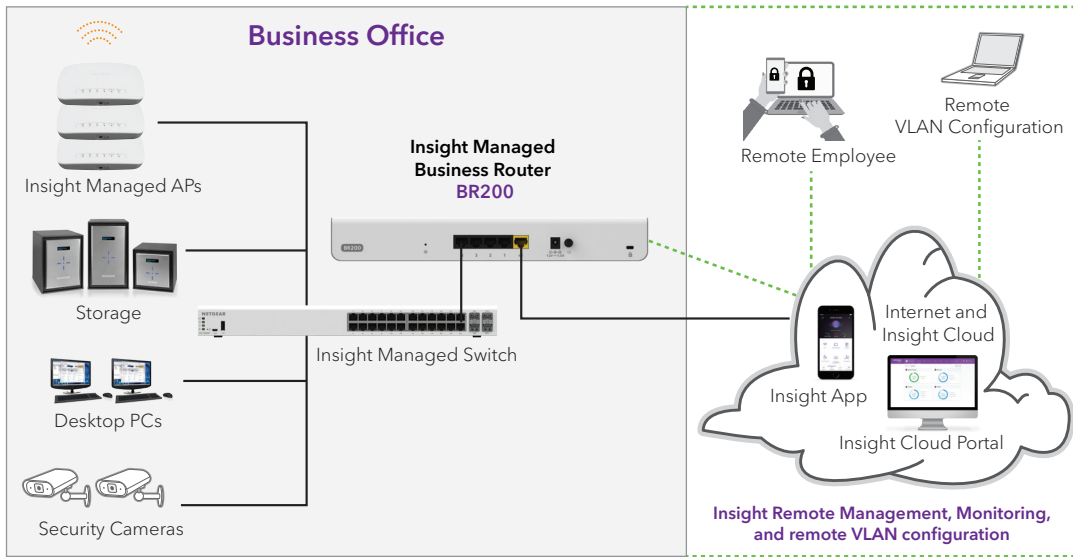 Business Office
Insight Managed APs
Storage
Desktop PCs
Security Cameras
Insight Managed
Business Router
BR200
BR200
NETGEAR
Insight Managed Switch
Remote Employee
Remote
VLAN Configuration
Internet and
Insight Cloud
Insight App
Insight Cloud Portal
Insight Remote Management, Monitoring,
and remote VLAN configuration